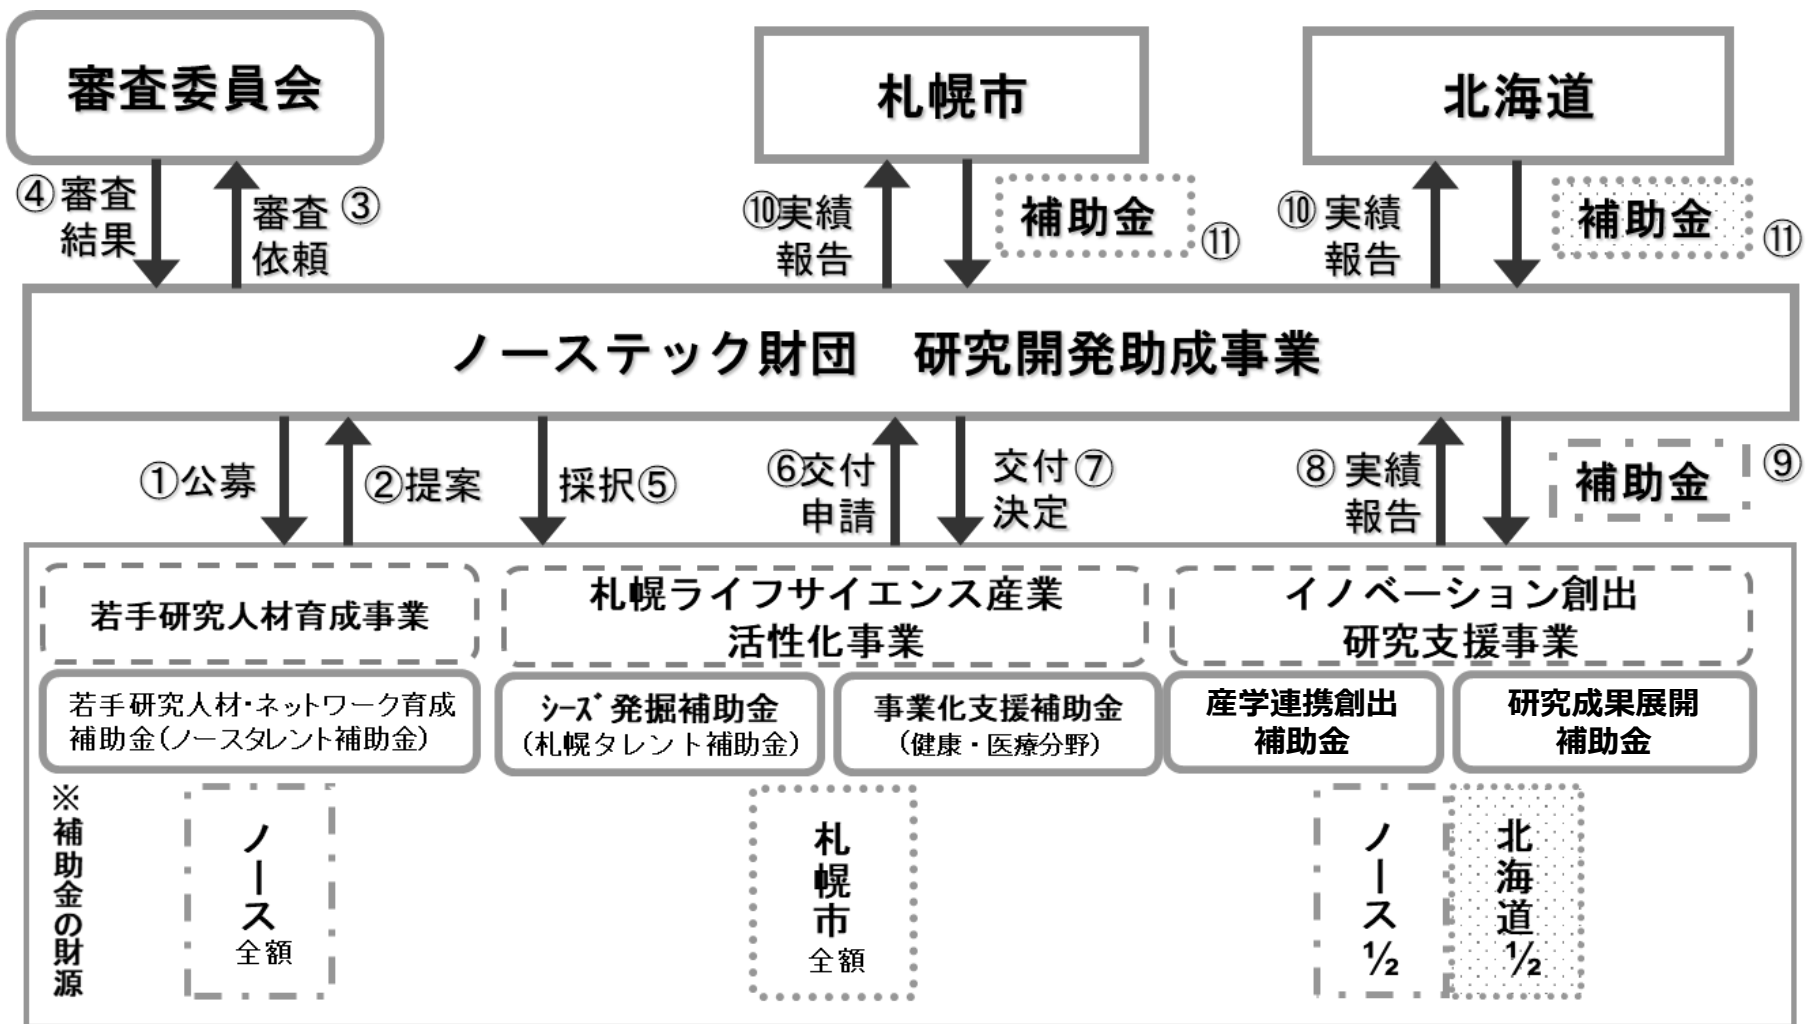 審査委員会
札幌市
北海道
④審査
結果
審査③
依頼
⑩実績
報告
補助金
⑪
⑩実績
報告
補助金
⑪
ノーステック財団　研究開発助成事業
①公募
②提案
採択⑤
⑥交付
申請
交付⑦
決定
⑧実績
報告
補助金
⑨
若手研究人材育成事業
札幌ライフサイエンス産業
活性化事業
イノベーション創出
研究支援事業
若手研究人材・ネットワーク育成
補助金(ノースタレント補助金)
ｼｰｽﾞ発掘補助金
(札幌タレント補助金)
事業化支援補助金
(健康・医療分野)
産学連携創出
補助金
研究成果展開
補助金
※補助金の財源
ノース
全額
札幌市
全額
ノース
½
北海道
½